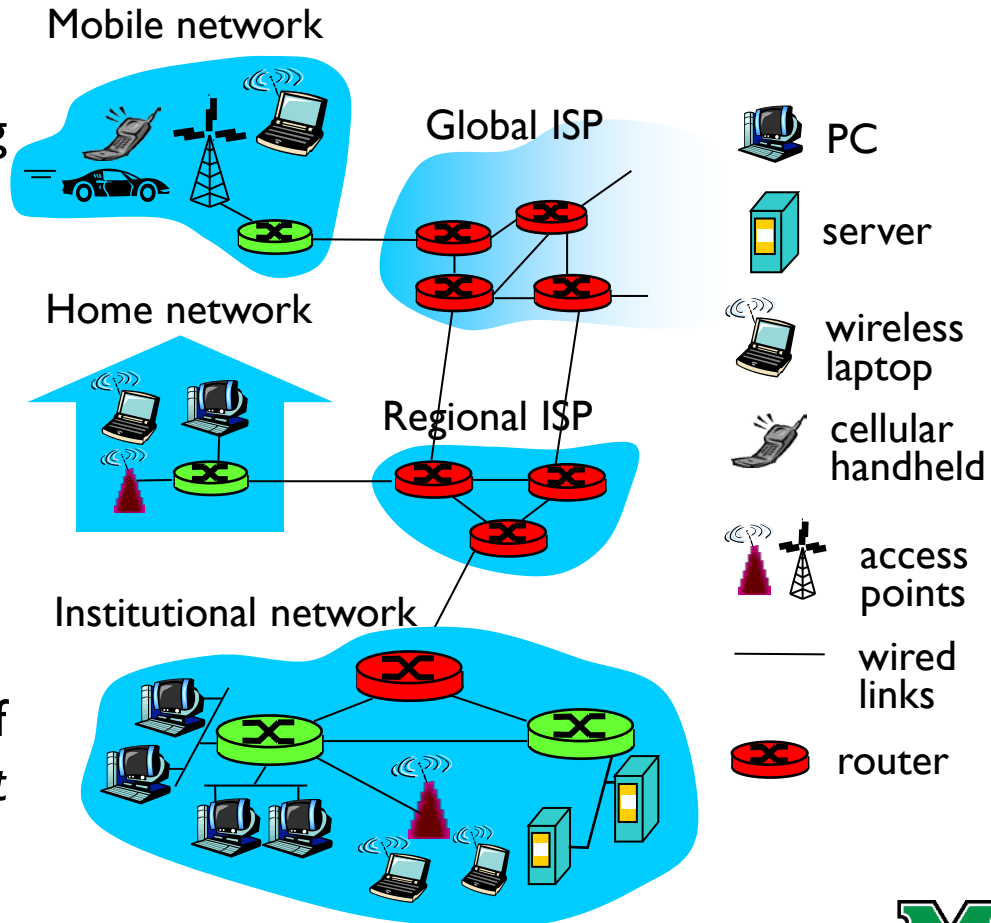 Mobile network
g
Global ISP
PC
server
Home network
wireless
laptop
Regional ISP
cellular
handheld
access
points
Institutional network
wired
links
f
t
router